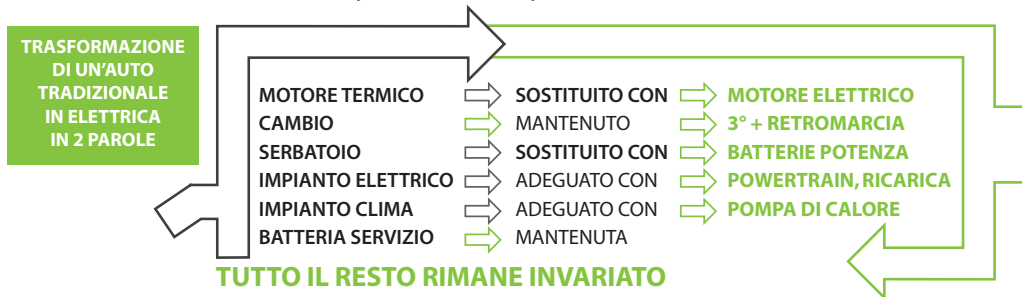 TRASFORMAZIONE
DI UN'AUTO
TRADIZIONALE
IN ELETTRICA
IN 2 PAROLE
MOTORE TERMICO SOSTITUITO CON MOTORE ELETTRICO
CAMBIO MANTENUTO 3° + RETROMARCIA
SERBATOIO SOSTITUITO CON BATTERIE POTENZA
IMPIANTO ELETTRICO ADEGUATO CON POWERTRAIN, RICARICA
IMPIANTO CLIMA ADEGUATO CON POMPA DI CALORE
BATTERIA SERVIZIO MANTENUTA
TUTTO IL RESTO RIMANE INVARIATO